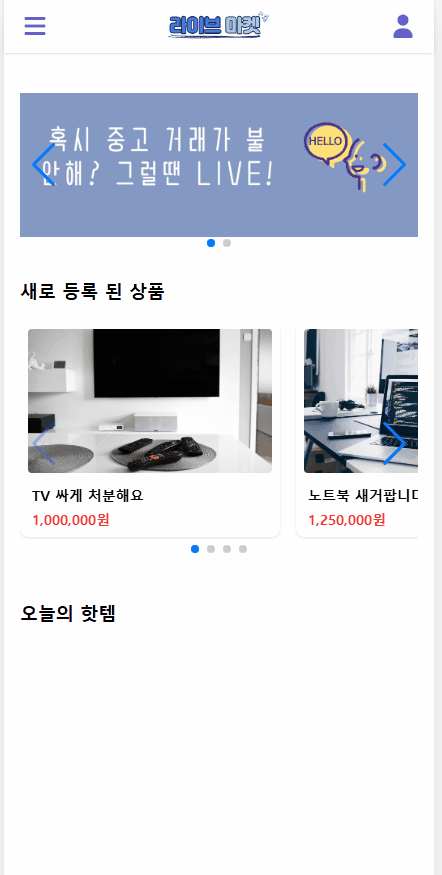 라이브 마켓
혹시 중고 거래가 불
안해? 그럴땐 LIVE!
HELLO
새로 등록 된 상품
TV 싸게 처분해요
1,000,000원
노트북 새거팝니다
1,250,000원
오늘의 핫템